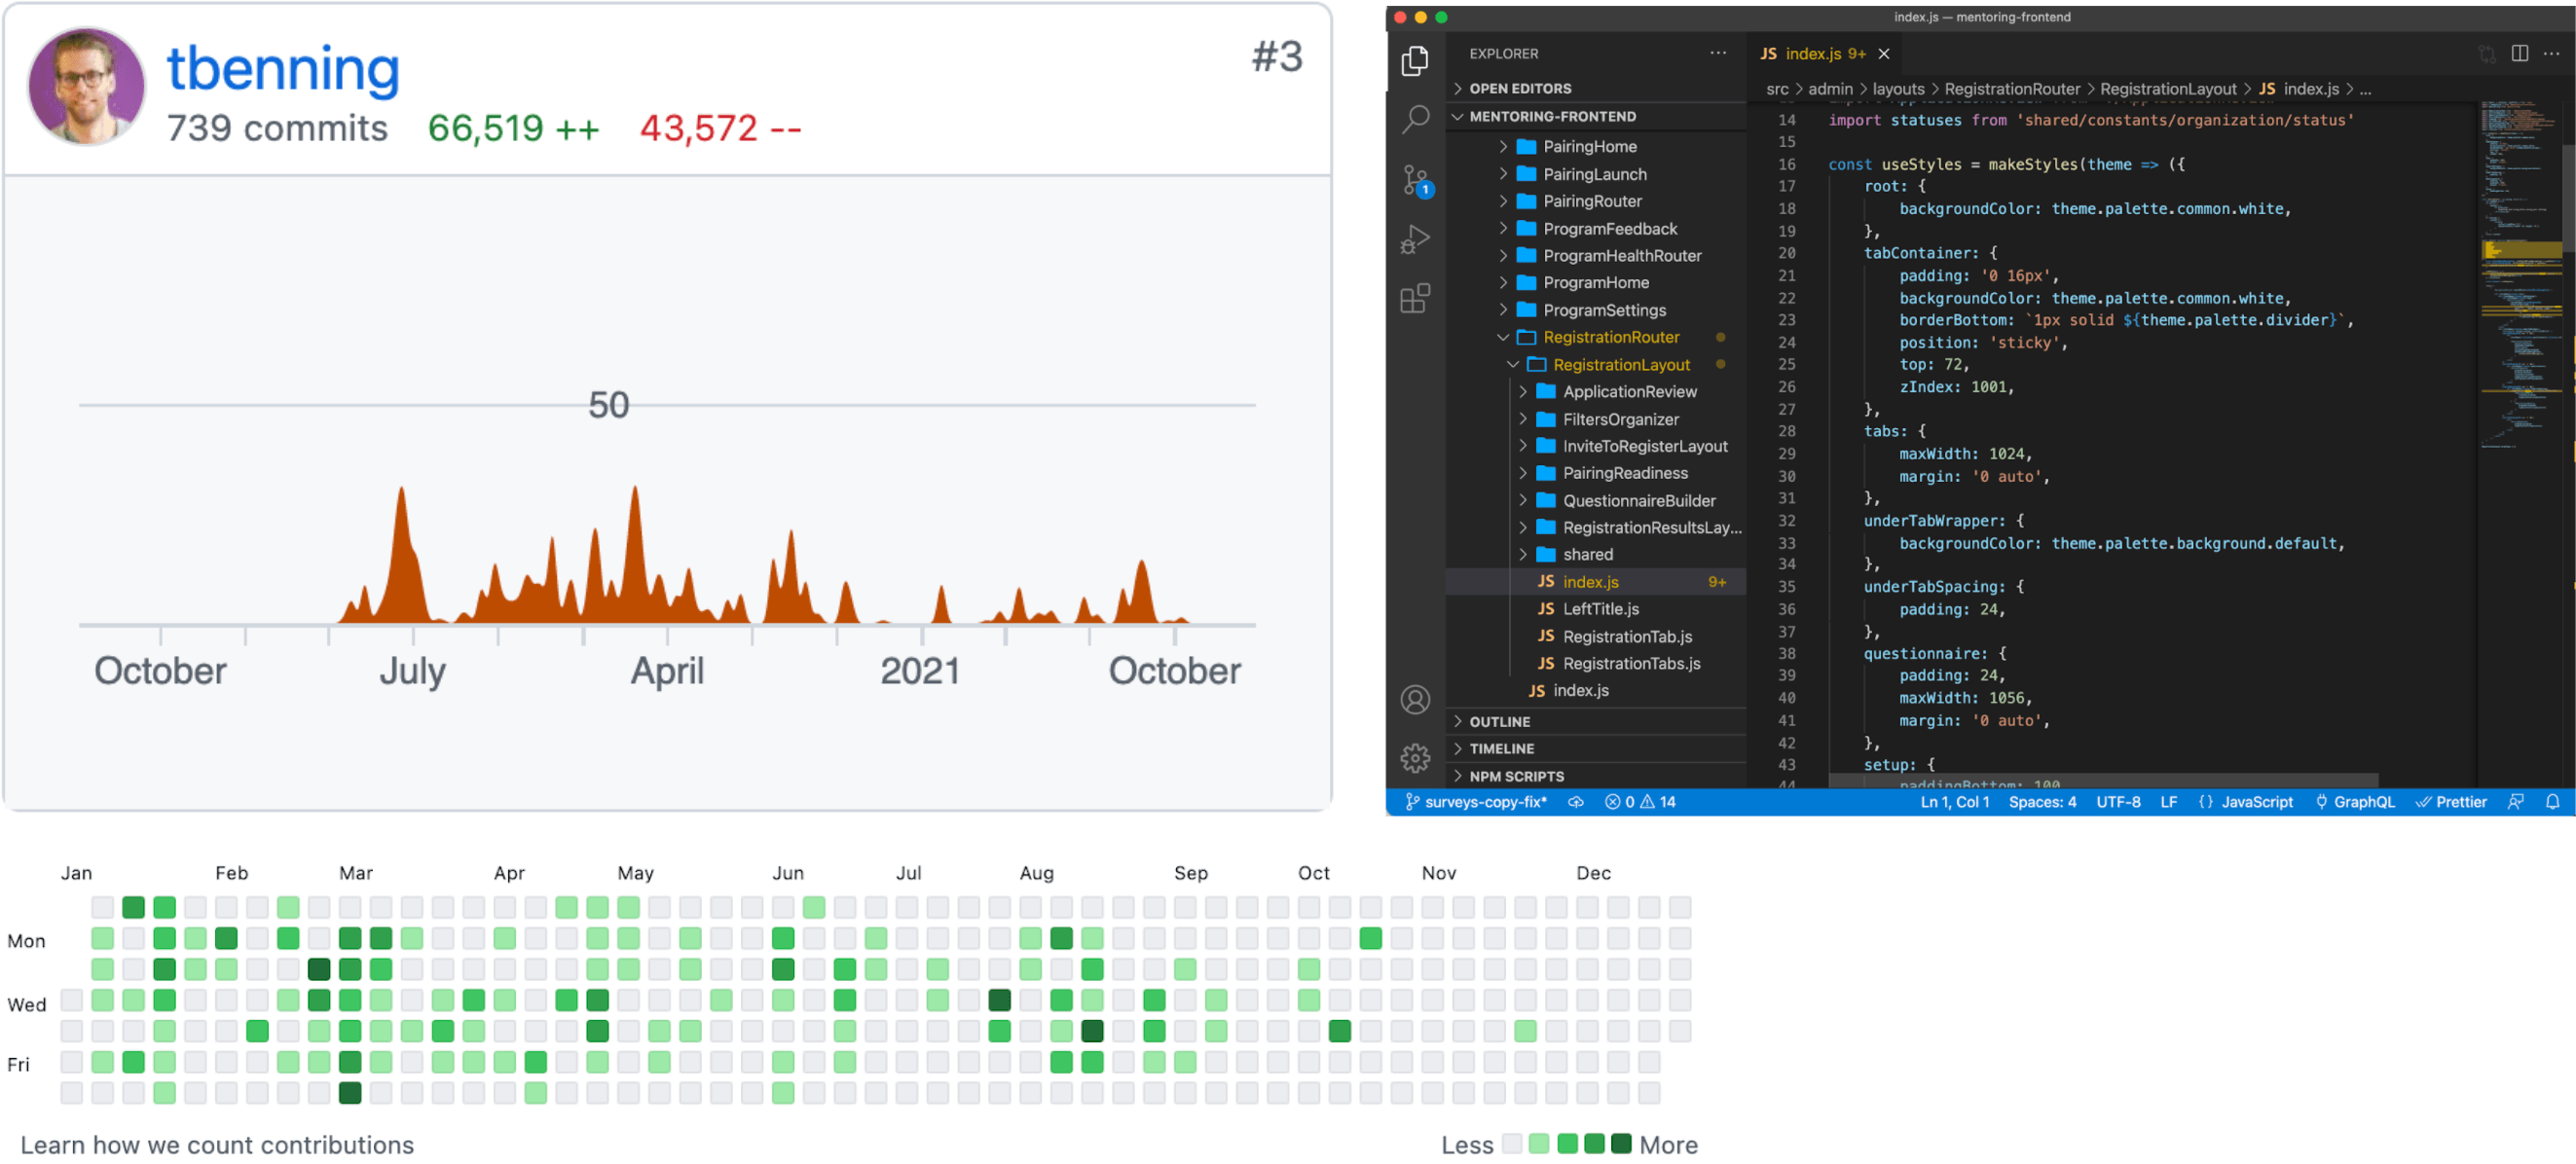 tbenning
#3
739 commits 66,519 ++ 43,572 --
50
October July April 2021 October
index.js — mentoring-frontend
EXPLORER
OPEN EDITORS
MENTORING-FRONTEND
PairingHome
PairingLaunch
PairingRouter
ProgramFeedback
ProgramHealthRouter
ProgramHome
ProgramSettings
RegistrationRouter
RegistrationLayout
ApplicationReview
FiltersOrganizer
InviteToRegisterLayout
PairingReadiness
QuestionnaireBuilder
RegistrationResultsLay...
shared
JS index.js 9+
JS LeftTitle.js
JS RegistrationTab.js
JS RegistrationTabs.js
JS index.js
OUTLINE
TIMELINE
NPM SCRIPTS
1
JS index.js 9+
src > admin > layouts > RegistrationRouter > RegistrationLayout > JS index.js > ...
14 import statuses from 'shared/constants/organization/status'
15
16 const useStyles = makeStyles(theme => ({
17 root: {
18 backgroundColor: theme.palette.common.white,
19 },
20 tabContainer: {
21 padding: '0 16px',
22 backgroundColor: theme.palette.common.white,
23 borderBottom: `1px solid ${theme.palette.divider}`,
24 position: 'sticky',
25 top: 72,
26 zIndex: 1001,
27 },
28 tabs: {
29 maxWidth: 1024,
30 margin: '0 auto',
31 },
32 underTabWrapper: {
33 backgroundColor: theme.palette.background.default,
34 },
35 underTabSpacing: {
36 padding: 24,
37 },
38 questionnaire: {
39 padding: 24,
40 maxWidth: 1056,
41 margin: '0 auto',
42 },
43 setup: {
44 paddingBottom: 100
surveys-copy-fix* 0 14 Ln 1, Col 1 Spaces: 4 UTF-8 LF {} JavaScript GraphQL Prettier
Jan Feb Mar Apr May Jun Jul Aug Sep Oct Nov Dec
Mon
Wed
Fri
Learn how we count contributions
Less More